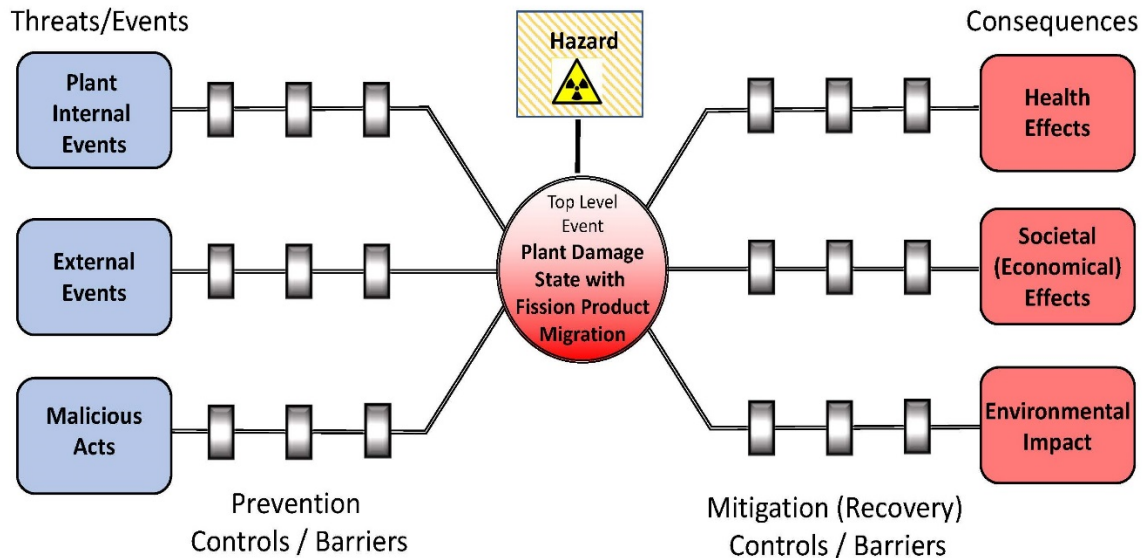 Threats/Events
Hazard
Consequences
Plant
Internal
Events
Health
Effects
Top Level
Event
Plant Damage
State with
Fission Product
Migration
External
Events
Societal
(Economical)
Effects
Malicious
Acts
Environmental
Impact
Prevention
Controls / Barriers
Mitigation (Recovery)
Controls / Barriers